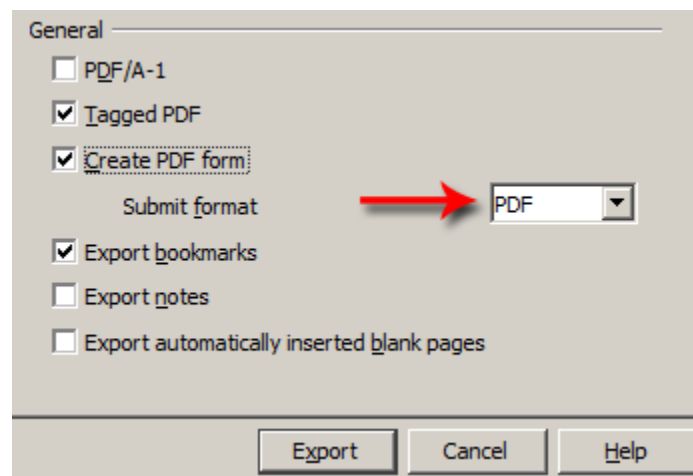 General
PDF/A-1
Tagged PDF
Create PDF form
Submit format PDF
Export bookmarks
Export notes
Export automatically inserted blank pages
Export Cancel Help